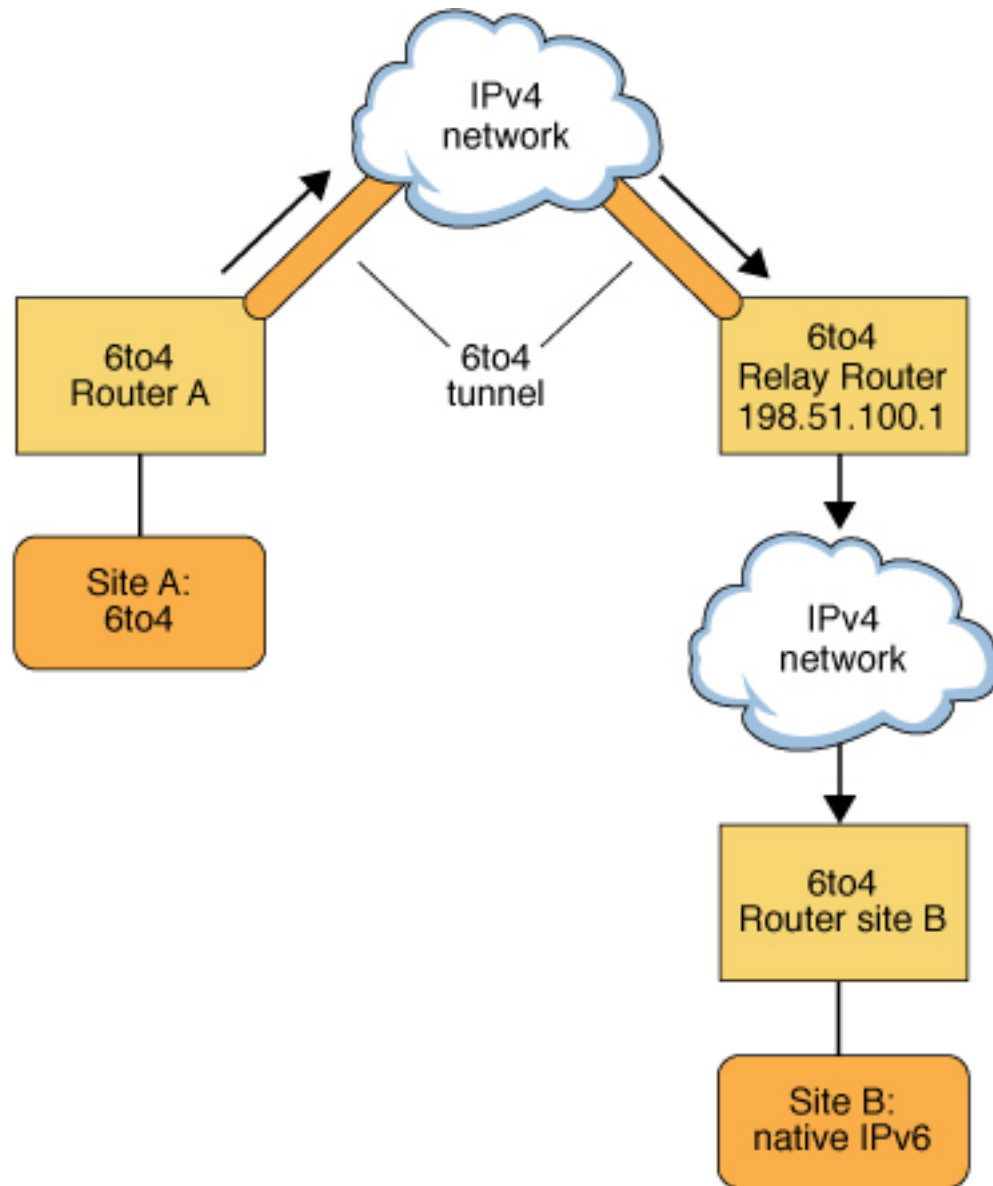 IPv4
network
6to4
Router A
6to4
tunnel
6to4
Relay Router
198.51.100.1
Site A:
6to4
IPv4
network
6to4
Router site B
Site B:
native IPv6